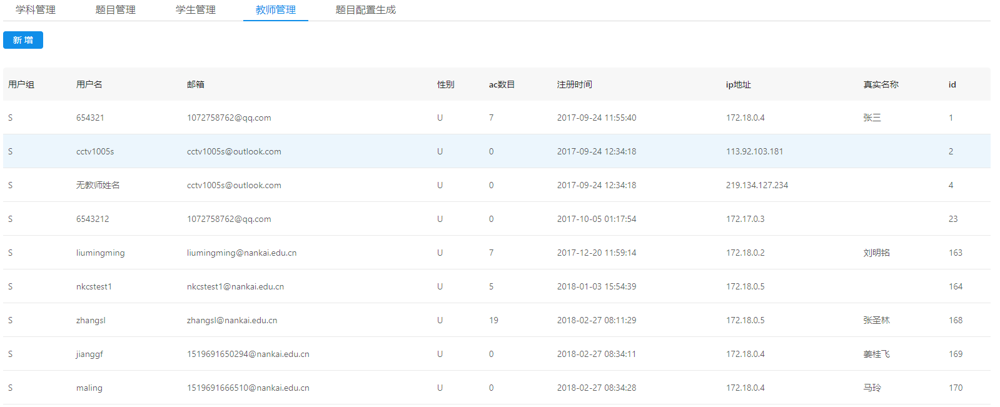 学科管理 题目管理 学生管理 教师管理 题目配置生成
新增
用户组 用户名 邮箱 性别 ac数目 注册时间 ip地址 真实名称 id
S 654321 1072758762@qq.com U 7 2017-09-24 11:55:40 172.18.0.4 张三 1
S cctv1005s cctv1005s@outlook.com U 0 2017-09-24 12:34:18 113.92.103.181 2
S 无教师姓名 cctv1005s@outlook.com U 0 2017-09-24 12:34:18 219.134.127.234 4
S 6543212 1072758762@qq.com U 0 2017-10-05 01:17:54 172.17.0.3 23
S liumingming liumingming@nankai.edu.cn U 7 2017-12-20 11:59:14 172.18.0.2 刘明铭 163
S nkcstest1 nkcstest1@nankai.edu.cn U 5 2018-01-03 15:54:39 172.18.0.5 164
S zhangsl zhangsl@nankai.edu.cn U 19 2018-02-27 08:11:29 172.18.0.5 张圣林 168
S jianggf 1519691650294@nankai.edu.cn U 0 2018-02-27 08:34:11 172.18.0.4 姜桂飞 169
S maling 1519691666510@nankai.edu.cn U 0 2018-02-27 08:34:28 172.18.0.4 马玲 170